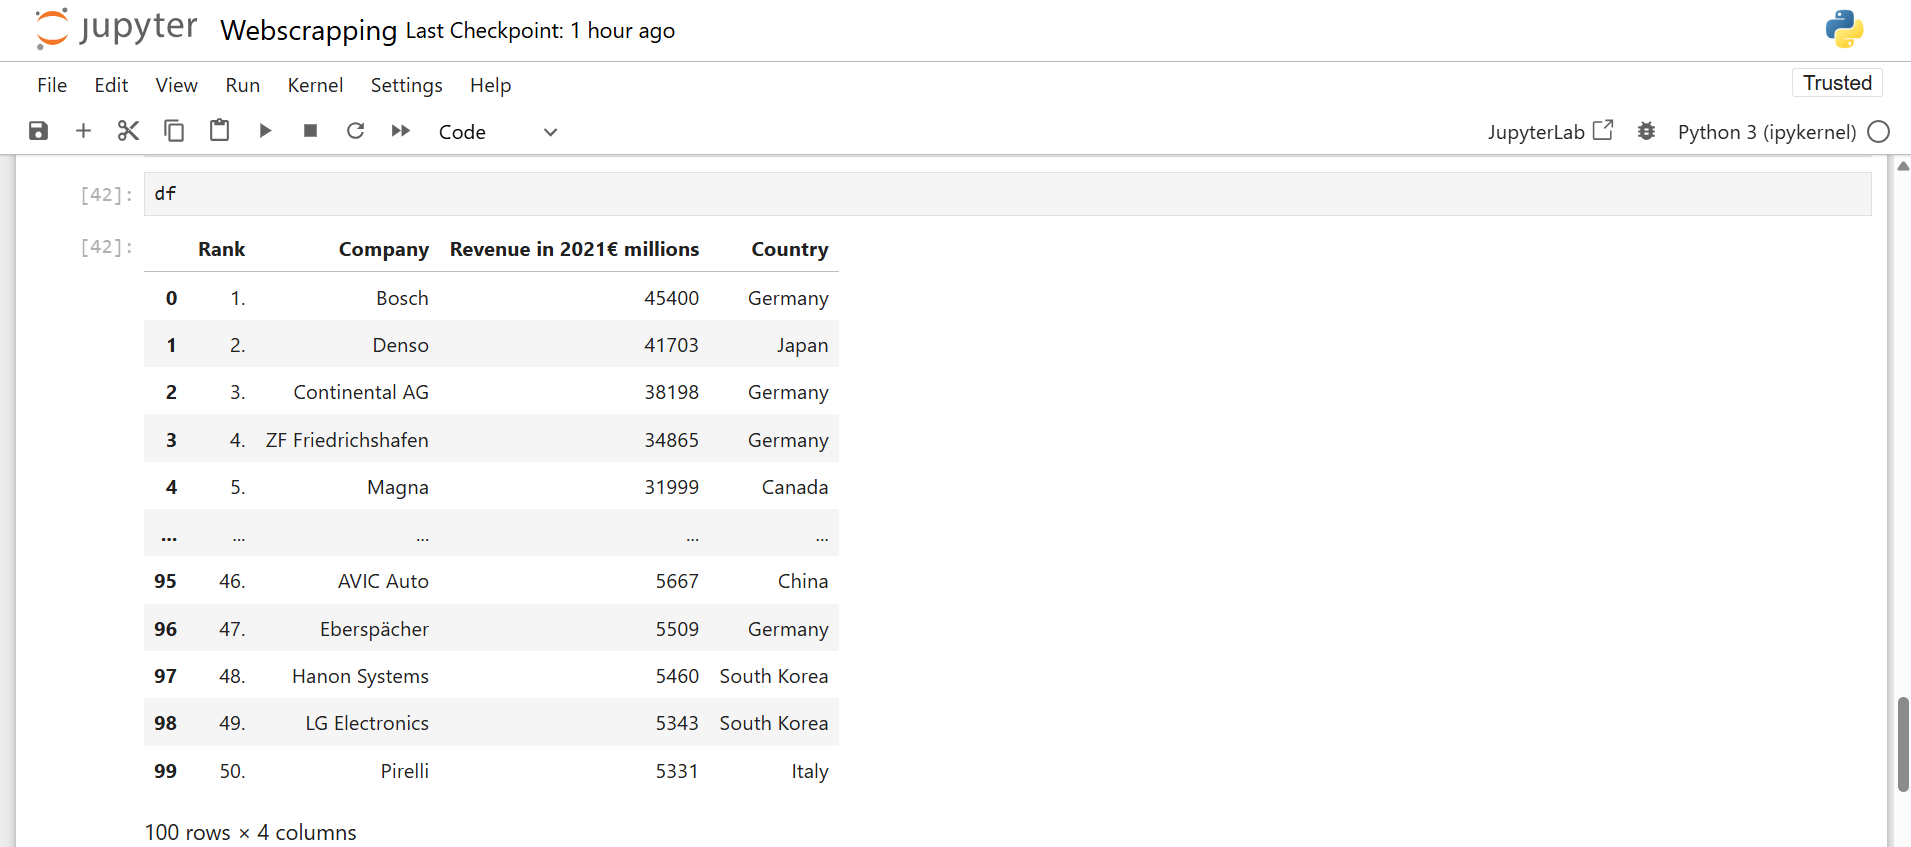 jupyter Webscrapping Last Checkpoint: 1 hour ago
File Edit View Run Kernel Settings Help Trusted
Code JupyterLab Python 3 (ipykernel)
[42]: df
[42]: Rank Company Revenue in 2021€ millions Country
0 1. Bosch 45400 Germany
1 2. Denso 41703 Japan
2 3. Continental AG 38198 Germany
3 4. ZF Friedrichshafen 34865 Germany
4 5. Magna 31999 Canada
... ... ... ... ...
95 46. AVIC Auto 5667 China
96 47. Eberspächer 5509 Germany
97 48. Hanon Systems 5460 South Korea
98 49. LG Electronics 5343 South Korea
99 50. Pirelli 5331 Italy
100 rows × 4 columns